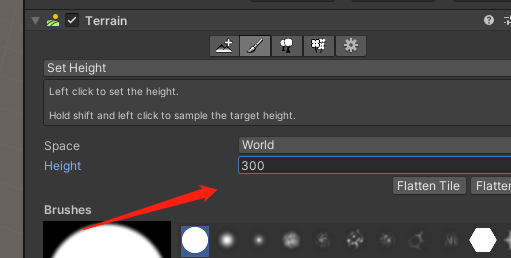 Terrain
Set Height
Left click to set the height.
Hold shift and left click to sample the target height.
Space World
Height 300
Flatten Tile Flatten
Brushes